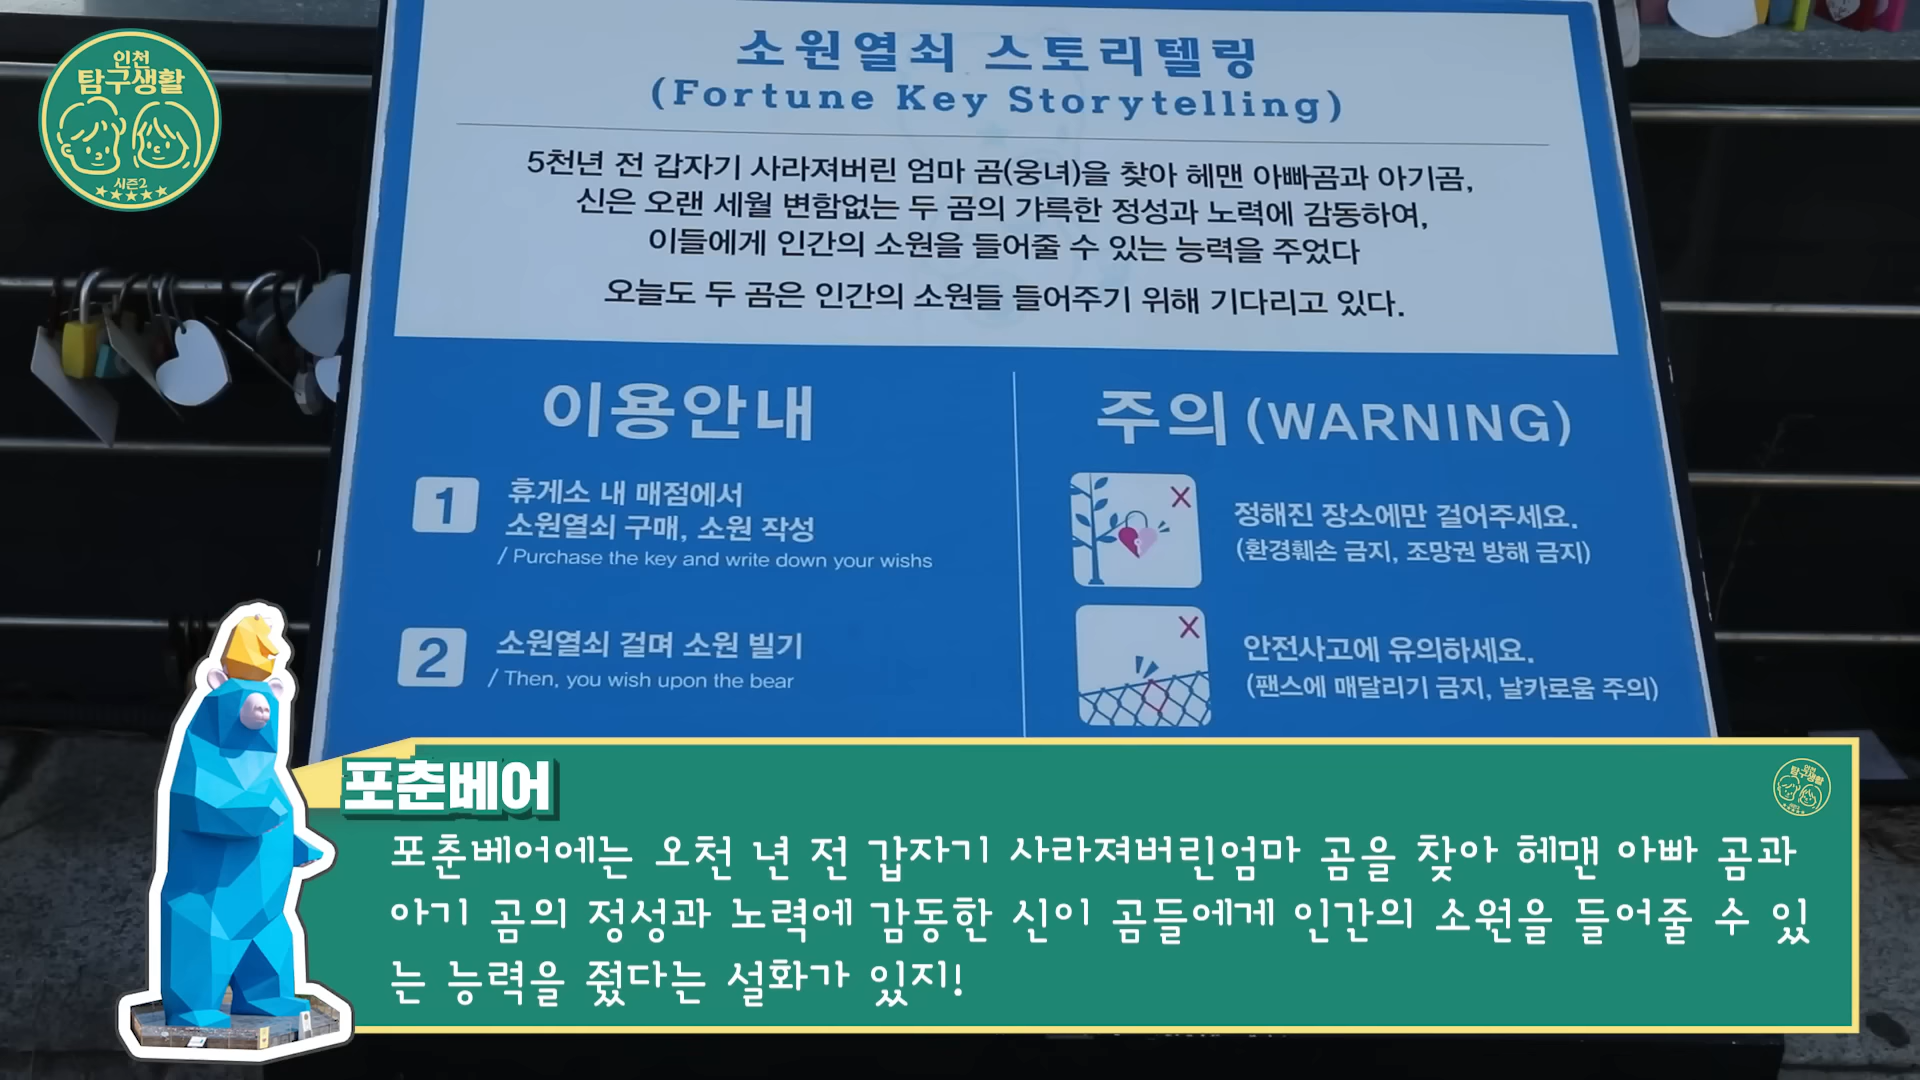 인천
탐구생활
시즌2
소원열쇠 스토리텔링
(Fortune Key Storytelling)
5천년 전 갑자기 사라져버린 엄마 곰(웅녀)을 찾아 헤맨 아빠곰과 아기곰,
신은 오랜 세월 변함없는 두 곰의 갸륵한 정성과 노력에 감동하여,
이들에게 인간의 소원을 들어줄 수 있는 능력을 주었다
오늘도 두 곰은 인간의 소원들 들어주기 위해 기다리고 있다.
이용안내
1 휴게소 내 매점에서
소원열쇠 구매, 소원 작성
/ Purchase the key and write down your wishs
2 소원열쇠 걸며 소원 빌기
/ Then, you wish upon the bear
주의 (WARNING)
정해진 장소에만 걸어주세요.
(환경훼손 금지, 조망권 방해 금지)
안전사고에 유의하세요.
(팬스에 매달리기 금지, 날카로움 주의)
포춘베어
인천
탐구생활
포춘베어에는 오천 년 전 갑자기 사라져버린엄마 곰을 찾아 헤맨 아빠 곰과
아기 곰의 정성과 노력에 감동한 신이 곰들에게 인간의 소원을 들어줄 수 있
는 능력을 줬다는 설화가 있지!